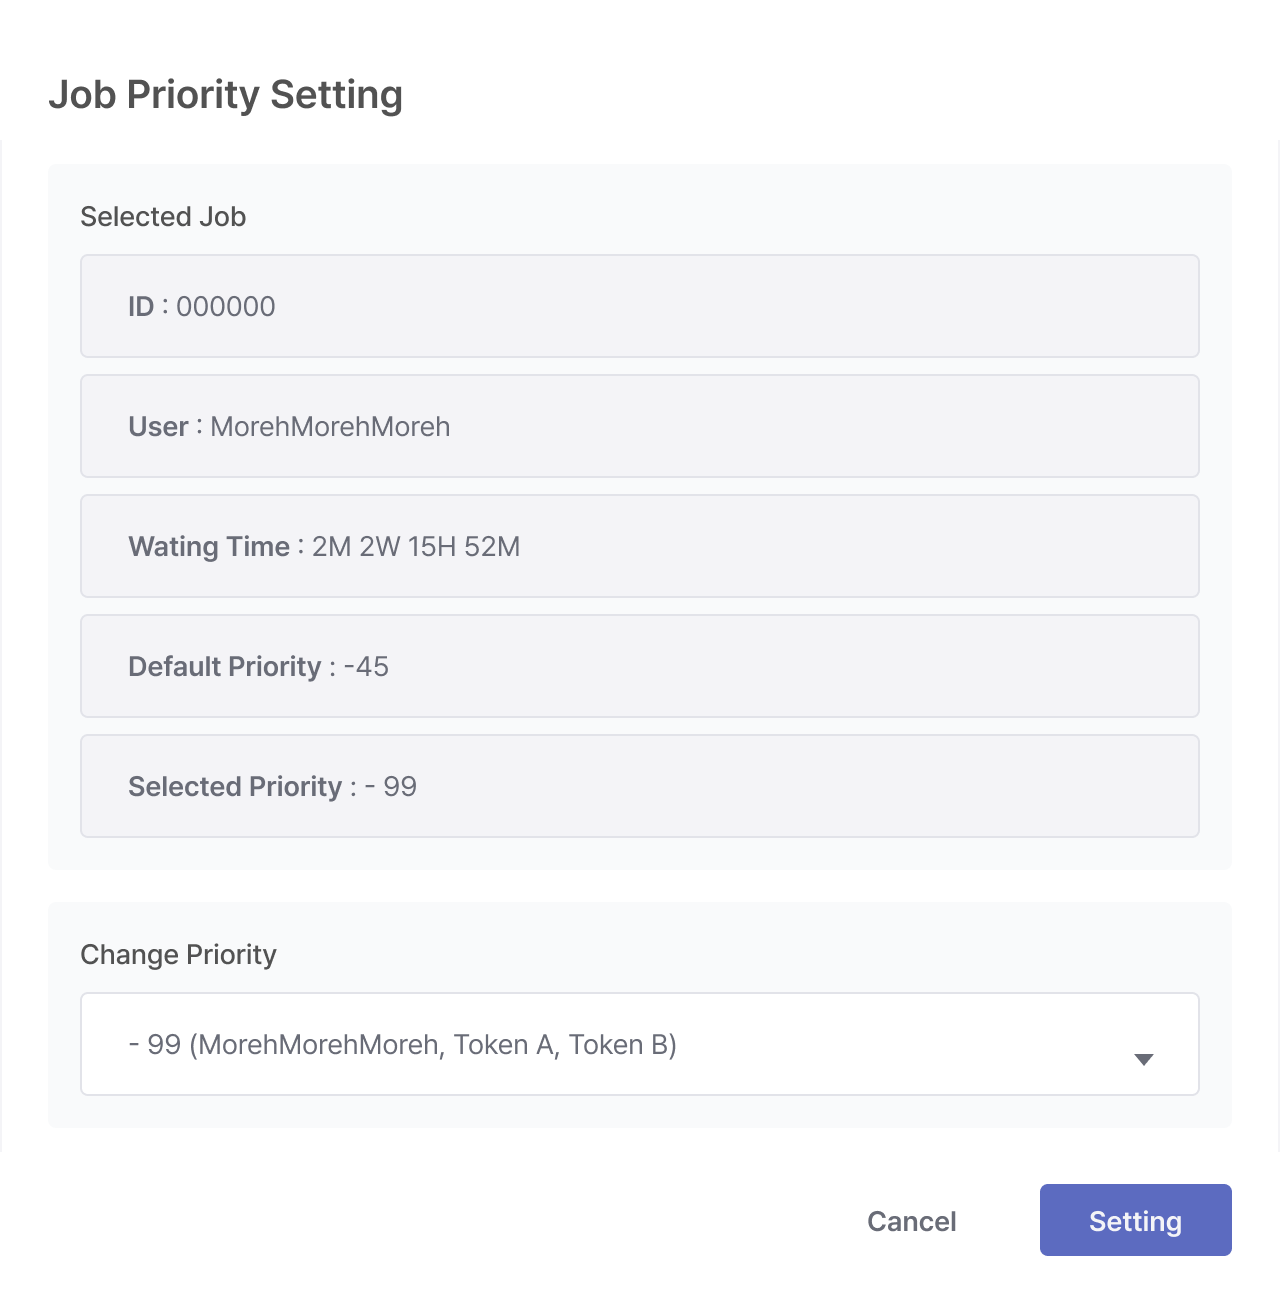 Job Priority Setting
Selected Job
ID : 000000
User : MorehMorehMoreh
Wating Time : 2M 2W 15H 52M
Default Priority : -45
Selected Priority : - 99
Change Priority
- 99 (MorehMorehMoreh, Token A, Token B)
Cancel
Setting